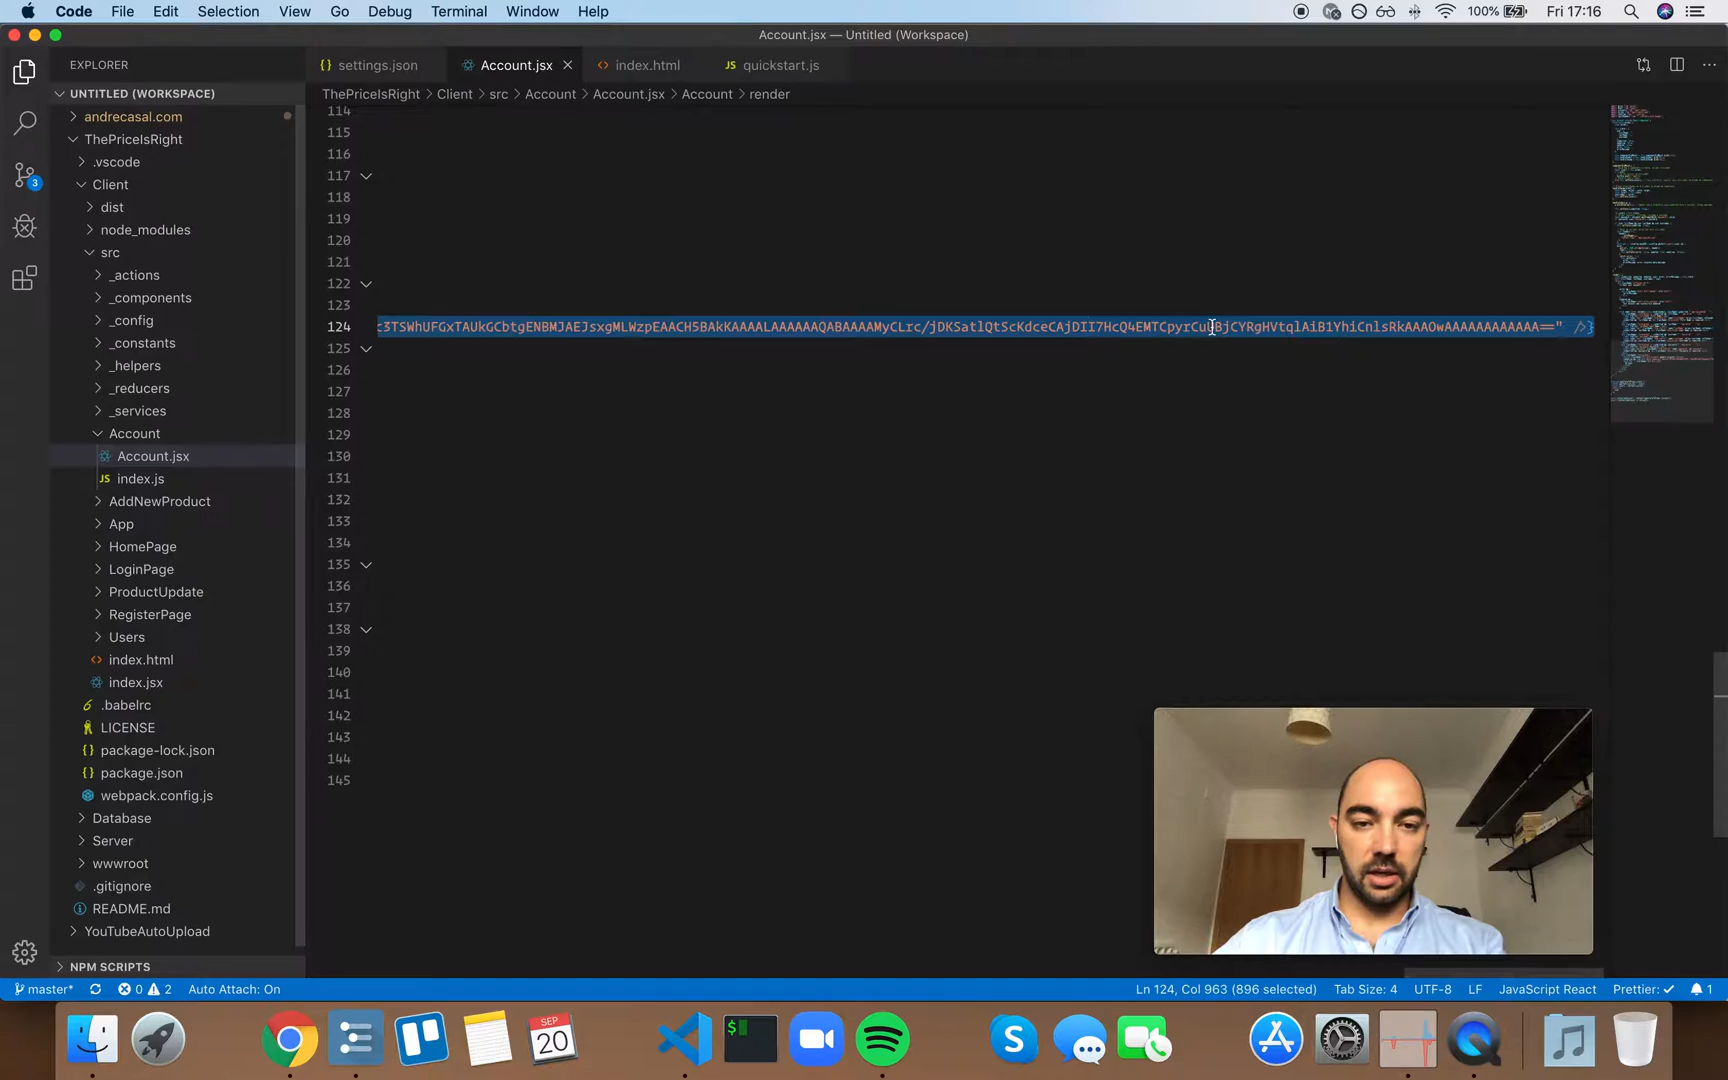 Code File Edit Selection View Go Debug Terminal Window Help 100% Fri 17:16
Account.jsx — Untitled (Workspace)
EXPLORER
{} settings.json Account.jsx × <> index.html JS quickstart.js
UNTITLED (WORKSPACE)
ThePriceIsRight > Client > src > Account > Account.jsx > Account > render
andrecasal.com
ThePriceIsRight
.vscode
Client
dist
node_modules
src
_actions
_components
_config
_constants
_helpers
_reducers
_services
Account
Account.jsx
JS index.js
AddNewProduct
App
HomePage
LoginPage
ProductUpdate
RegisterPage
Users
<> index.html
index.jsx
.babelrc
LICENSE
{} package-lock.json
{} package.json
webpack.config.js
Database
Server
wwwroot
.gitignore
README.md
YouTubeAutoUpload
NPM SCRIPTS
3
114
115
116
117
118
119
120
121
122
123
124
125
126
127
128
129
130
131
132
133
134
135
136
137
138
139
140
141
142
143
144
145
master* 0 2 Auto Attach: On Ln 124, Col 963 (896 selected) Tab Size: 4 UTF-8 LF JavaScript React Prettier: ✓ 1
SEP
20
$